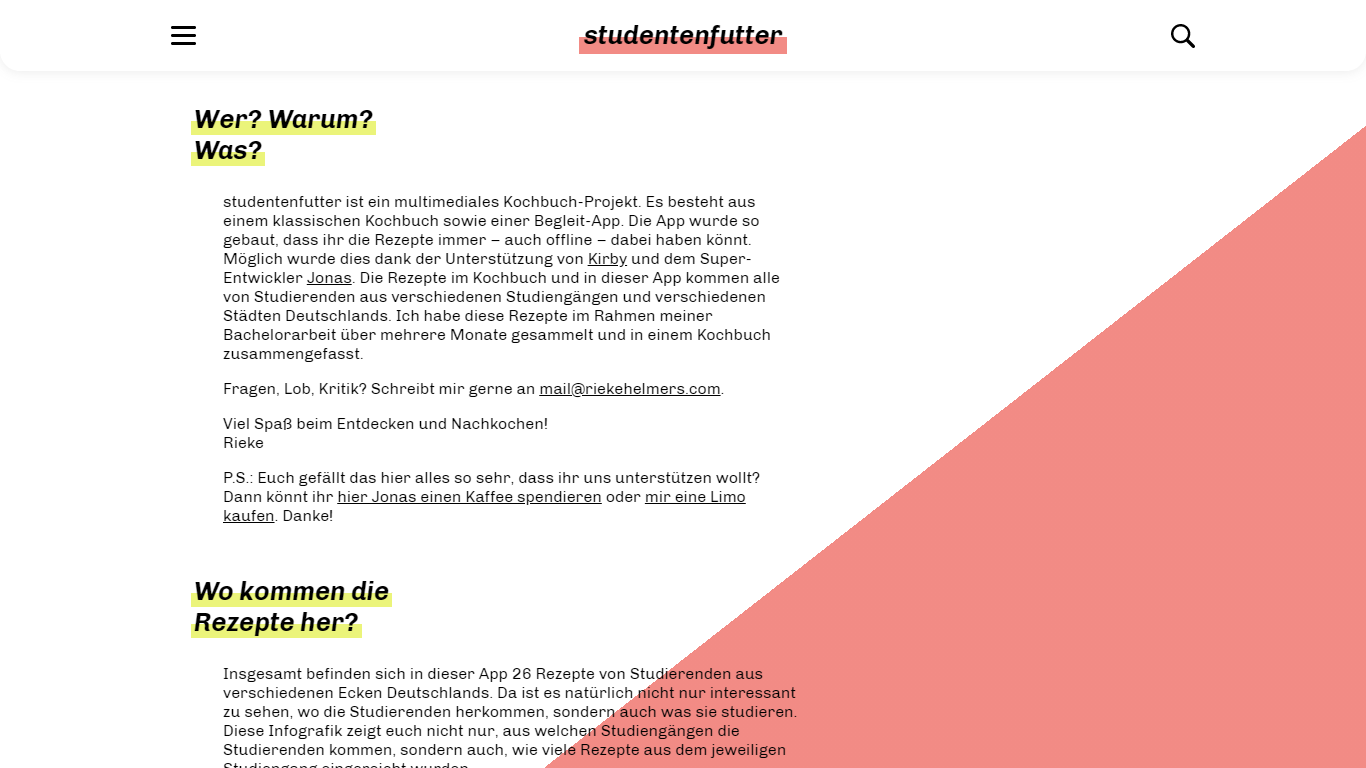 studentenfutter
Wer? Warum?
Was?
studentenfutter ist ein multimediales Kochbuch-Projekt. Es besteht aus
einem klassischen Kochbuch sowie einer Begleit-App. Die App wurde so
gebaut, dass ihr die Rezepte immer – auch offline – dabei haben könnt.
Möglich wurde dies dank der Unterstützung von Kirby und dem Super-
Entwickler Jonas. Die Rezepte im Kochbuch und in dieser App kommen alle
von Studierenden aus verschiedenen Studiengängen und verschiedenen
Städten Deutschlands. Ich habe diese Rezepte im Rahmen meiner
Bachelorarbeit über mehrere Monate gesammelt und in einem Kochbuch
zusammengefasst.
Fragen, Lob, Kritik? Schreibt mir gerne an mail@riekehelmers.com.
Viel Spaß beim Entdecken und Nachkochen!
Rieke
P.S.: Euch gefällt das hier alles so sehr, dass ihr uns unterstützen wollt?
Dann könnt ihr hier Jonas einen Kaffee spendieren oder mir eine Limo
kaufen. Danke!
Wo kommen die
Rezepte her?
Insgesamt befinden sich in dieser App 26 Rezepte von Studierenden aus
verschiedenen Ecken Deutschlands. Da ist es natürlich nicht nur interessant
zu sehen, wo die Studierenden herkommen, sondern auch was sie studieren.
Diese Infografik zeigt euch nicht nur, aus welchen Studiengängen die
Studierenden kommen, sondern auch, wie viele Rezepte aus dem jeweiligen
Studiengang eingereicht wurden.